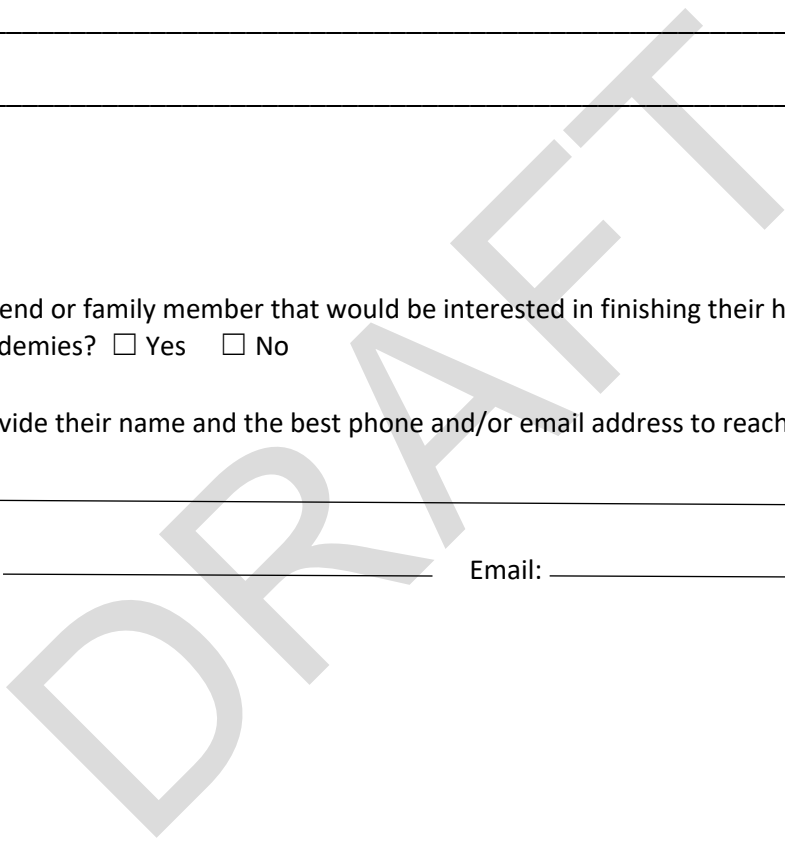 end or family member that would be interested in finishing their h
demies? ☐ Yes ☐ No
vide their name and the best phone and/or email address to reach
Email:
DRAFT